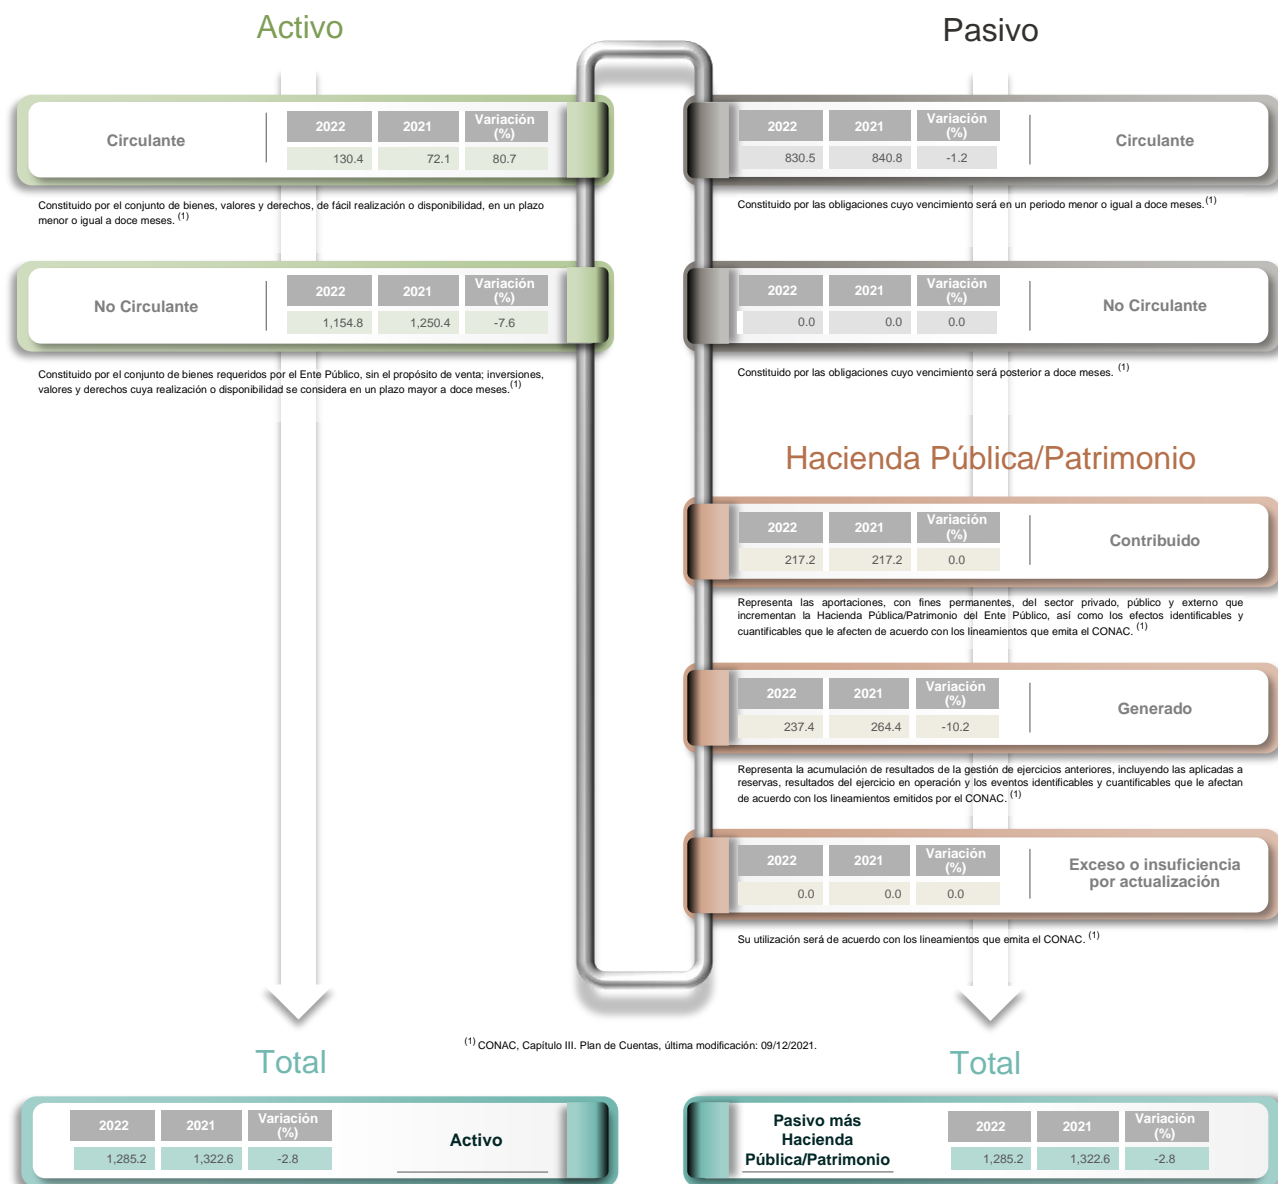 Activo
Circulante
2022 2021 Variación (%)
130.4 72.1 80.7
Constituido por el conjunto de bienes, valores y derechos, de fácil realización o disponibilidad, en un plazo
menor o igual a doce meses. (1)
No Circulante
2022 2021 Variación (%)
1,154.8 1,250.4 -7.6
Constituido por el conjunto de bienes requeridos por el Ente Público, sin el propósito de venta; inversiones,
valores y derechos cuya realización o disponibilidad se considera en un plazo mayor a doce meses.(1)
Pasivo
2022 2021 Variación (%)
830.5 840.8 -1.2
Circulante
Constituido por las obligaciones cuyo vencimiento será en un periodo menor o igual a doce meses.(1)
2022 2021 Variación (%)
0.0 0.0 0.0
No Circulante
Constituido por las obligaciones cuyo vencimiento será posterior a doce meses. (1)
Hacienda Pública/Patrimonio
2022 2021 Variación (%)
217.2 217.2 0.0
Contribuido
Representa las aportaciones, con fines permanentes, del sector privado, público y externo que
incrementan la Hacienda Pública/Patrimonio del Ente Público, así como los efectos identificables y
cuantificables que le afecten de acuerdo con los lineamientos que emita el CONAC. (1)
2022 2021 Variación (%)
237.4 264.4 -10.2
Generado
Representa la acumulación de resultados de la gestión de ejercicios anteriores, incluyendo las aplicadas a
reservas, resultados del ejercicio en operación y los eventos identificables y cuantificables que le afectan
de acuerdo con los lineamientos emitidos por el CONAC. (1)
2022 2021 Variación (%)
0.0 0.0 0.0
Exceso o insuficiencia
por actualización
Su utilización será de acuerdo con los lineamientos que emita el CONAC. (1)
(1) CONAC, Capítulo III. Plan de Cuentas, última modificación: 09/12/2021.
Total
2022 2021 Variación (%)
1,285.2 1,322.6 -2.8
Activo
Total
Pasivo más
Hacienda
Pública/Patrimonio
2022 2021 Variación (%)
1,285.2 1,322.6 -2.8